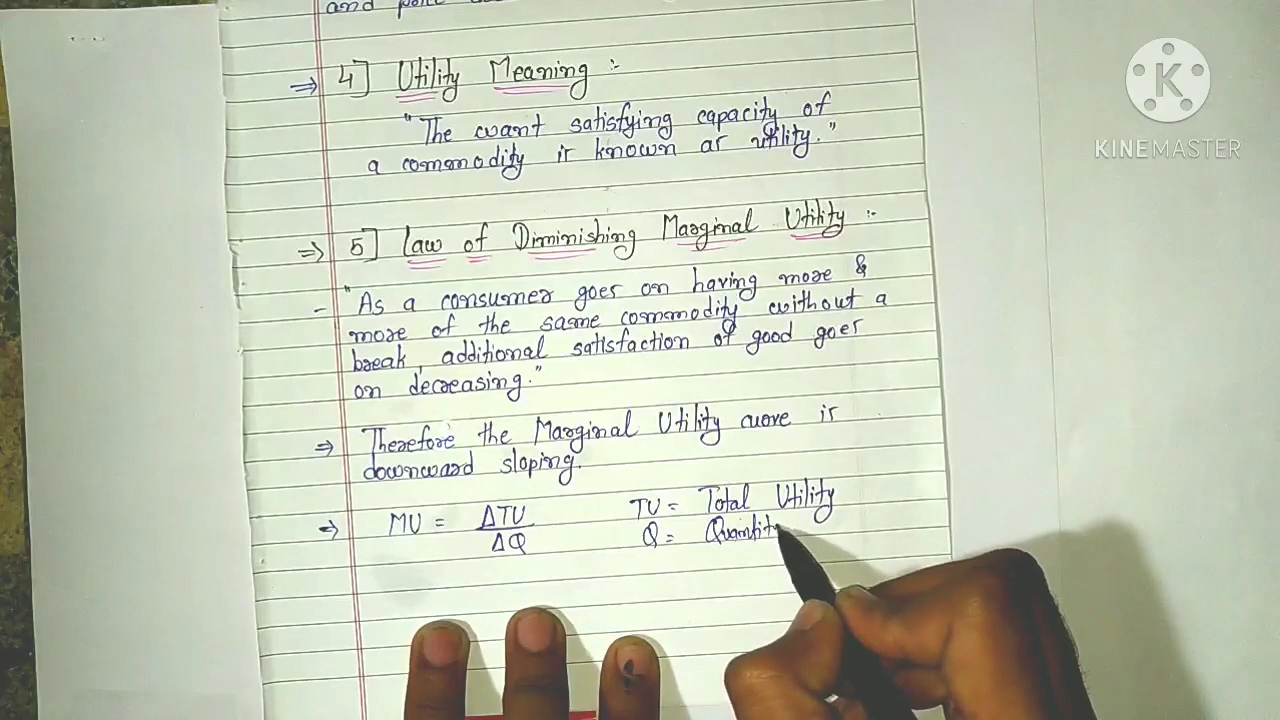 and
K
KINEMASTER
⇒ 4] Utility Meaning :-
"The want satisfying capacity of
a commodity is known as utility."
⇒ 5] Law of Diminishing Marginal Utility :-
- "As a consumer goes on having more &
more of the same commodity without a
break, additional satisfaction of good goes
on decreasing."
⇒ Therefore the Marginal Utility curve is
downward sloping.
⇒ MU = ΔTU / ΔQ TU = Total Utility
Q = Quantity